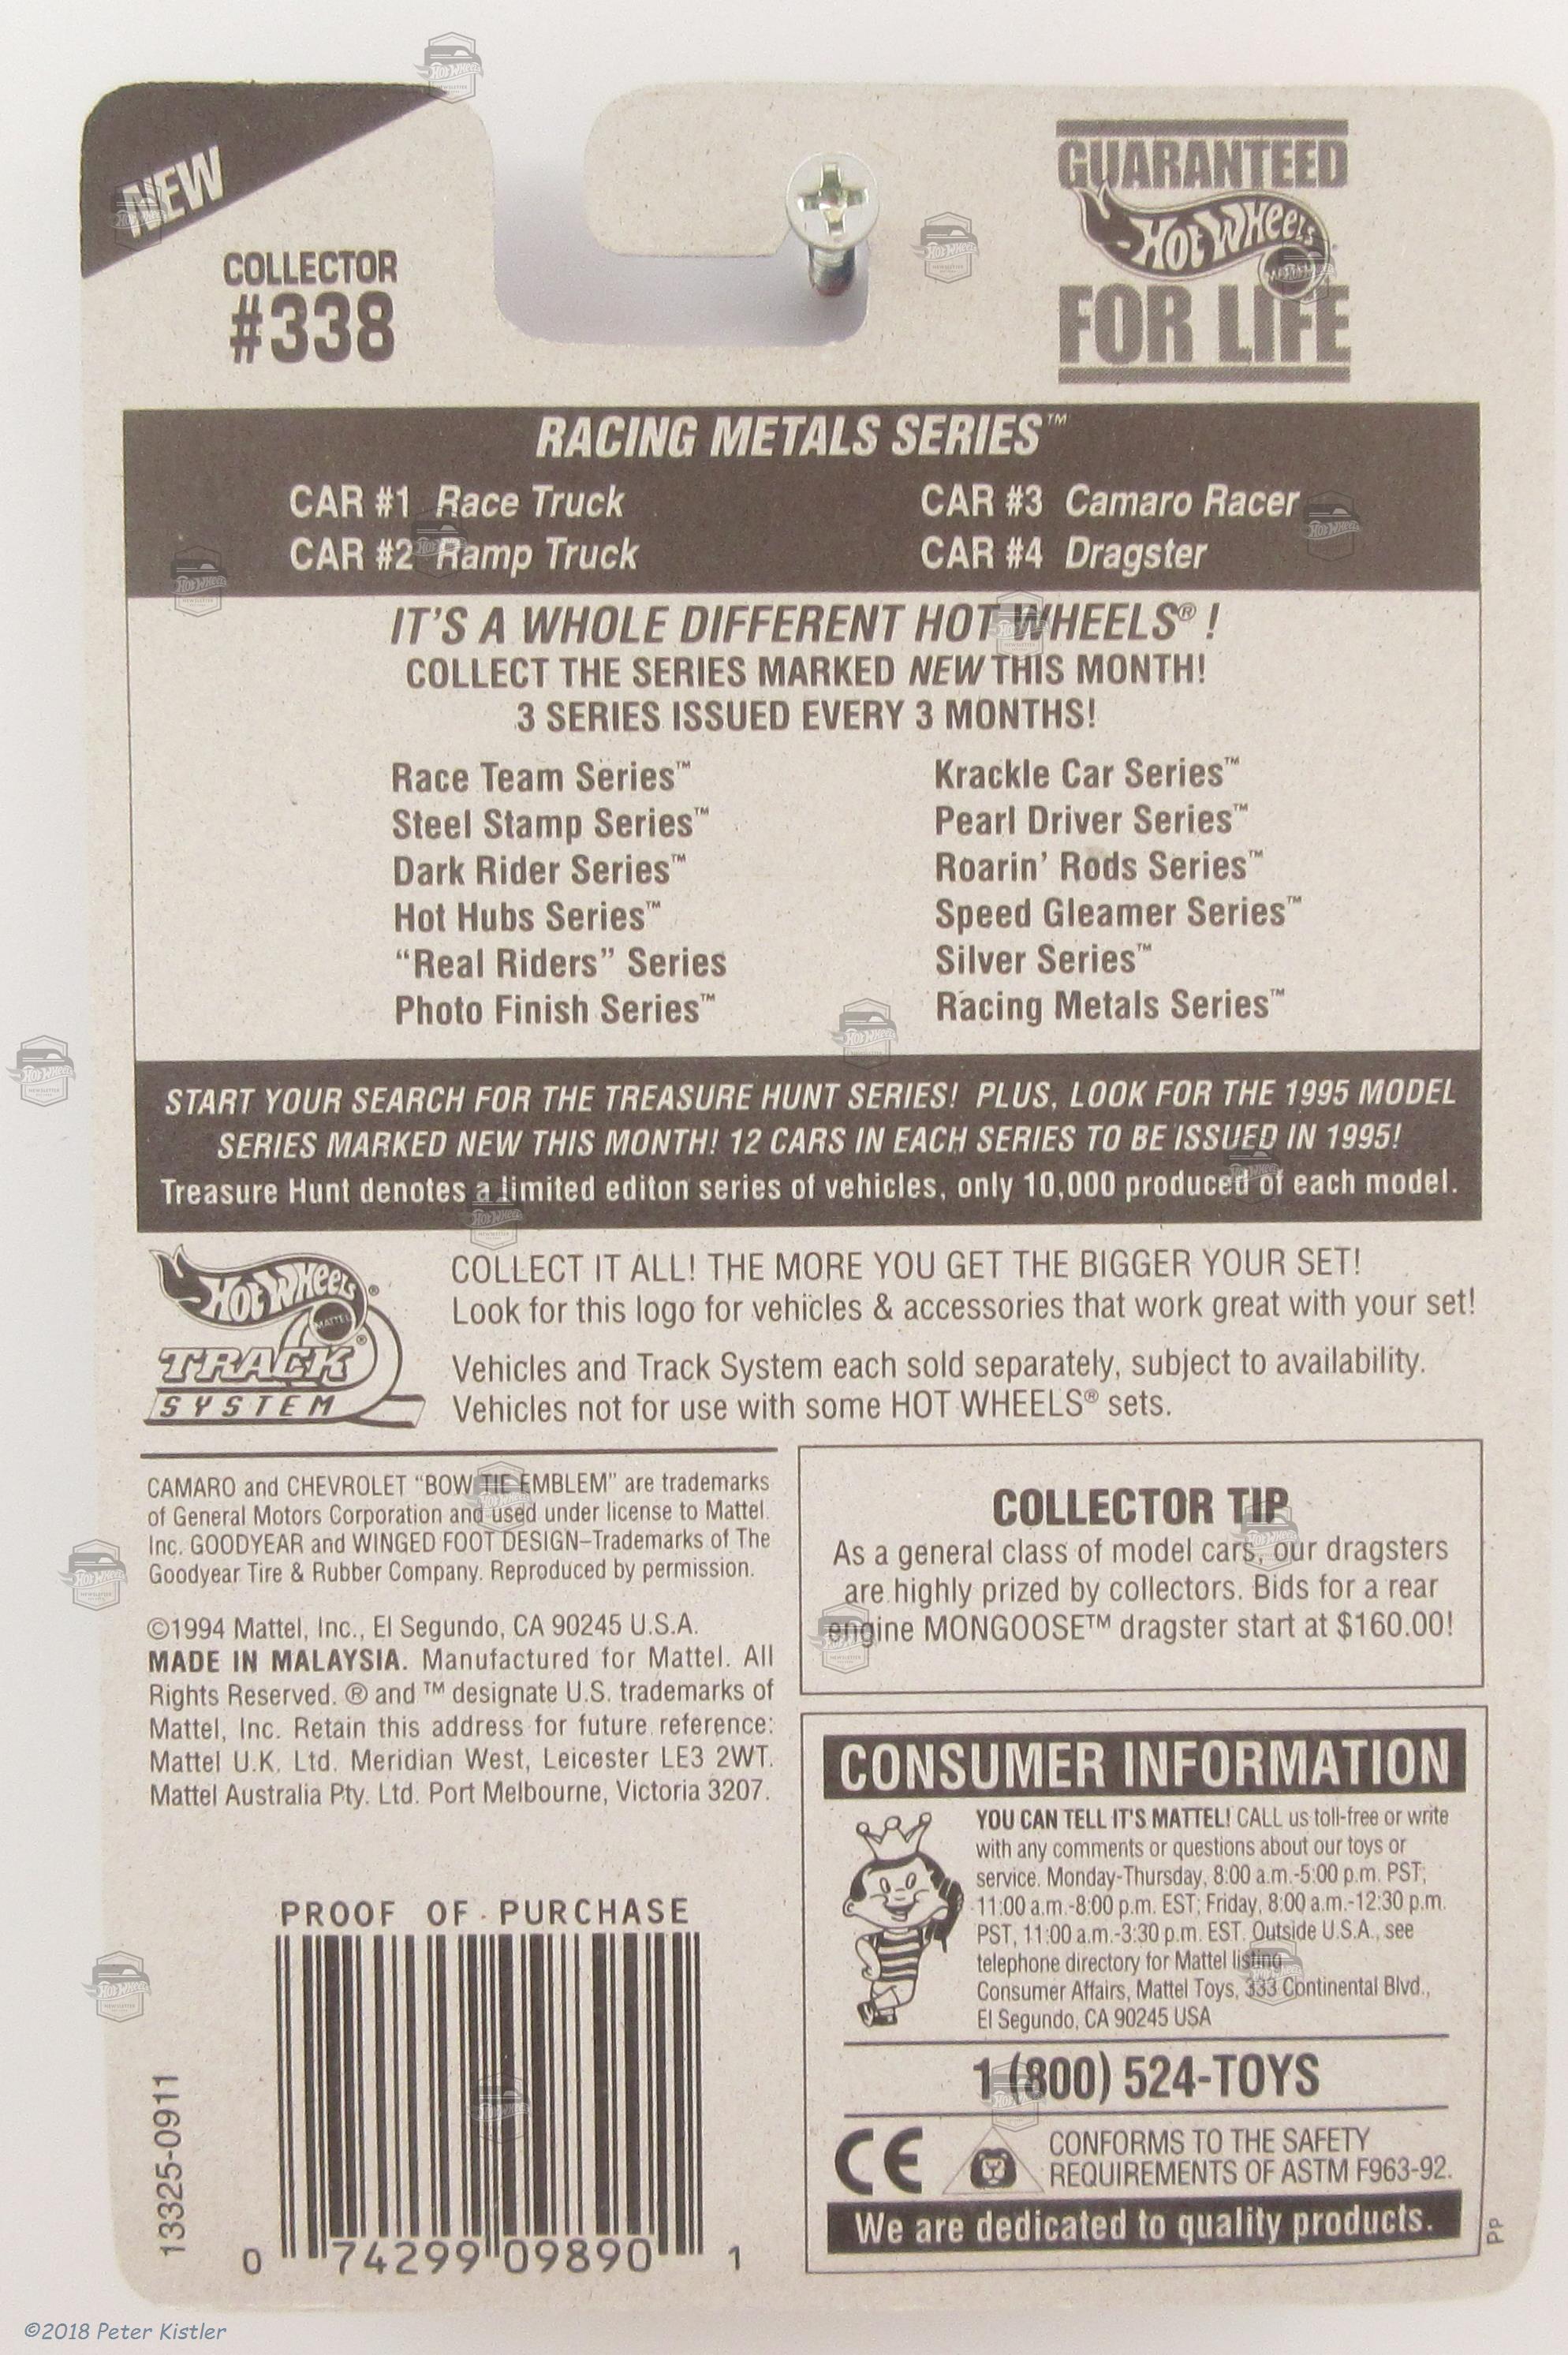 NEW
COLLECTOR
#338
GUARANTEED
Hot Wheels
MATTEL
FOR LIFE
RACING METALS SERIES™
CAR #1 Race Truck
CAR #2 Ramp Truck
CAR #3 Camaro Racer
CAR #4 Dragster
IT'S A WHOLE DIFFERENT HOT WHEELS® !
COLLECT THE SERIES MARKED NEW THIS MONTH!
3 SERIES ISSUED EVERY 3 MONTHS!
Race Team Series™
Steel Stamp Series™
Dark Rider Series™
Hot Hubs Series™
“Real Riders” Series
Photo Finish Series™
Krackle Car Series™
Pearl Driver Series™
Roarin’ Rods Series™
Speed Gleamer Series™
Silver Series™
Racing Metals Series™
START YOUR SEARCH FOR THE TREASURE HUNT SERIES! PLUS, LOOK FOR THE 1995 MODEL
SERIES MARKED NEW THIS MONTH! 12 CARS IN EACH SERIES TO BE ISSUED IN 1995!
Treasure Hunt denotes a limited editon series of vehicles, only 10,000 produced of each model.
Hot Wheels®
MATTEL
TRACK®
SYSTEM
COLLECT IT ALL! THE MORE YOU GET THE BIGGER YOUR SET!
Look for this logo for vehicles & accessories that work great with your set!
Vehicles and Track System each sold separately, subject to availability.
Vehicles not for use with some HOT WHEELS® sets.
CAMARO and CHEVROLET “BOW TIE EMBLEM” are trademarks
of General Motors Corporation and used under license to Mattel.
Inc. GOODYEAR and WINGED FOOT DESIGN–Trademarks of The
Goodyear Tire & Rubber Company. Reproduced by permission.
©1994 Mattel, Inc., El Segundo, CA 90245 U.S.A.
MADE IN MALAYSIA. Manufactured for Mattel. All
Rights Reserved. ® and ™ designate U.S. trademarks of
Mattel, Inc. Retain this address for future reference:
Mattel U.K. Ltd. Meridian West, Leicester LE3 2WT.
Mattel Australia Pty. Ltd. Port Melbourne, Victoria 3207.
COLLECTOR TIP
As a general class of model cars, our dragsters
are highly prized by collectors. Bids for a rear
engine MONGOOSE™ dragster start at $160.00!
CONSUMER INFORMATION
YOU CAN TELL IT'S MATTEL! CALL us toll-free or write
with any comments or questions about our toys or
service. Monday-Thursday, 8:00 a.m.-5:00 p.m. PST;
11:00 a.m.-8:00 p.m. EST; Friday, 8:00 a.m.-12:30 p.m.
PST, 11:00 a.m.-3:30 p.m. EST. Outside U.S.A., see
telephone directory for Mattel listing
Consumer Affairs, Mattel Toys, 333 Continental Blvd.,
El Segundo, CA 90245 USA
1 (800) 524-TOYS
CE
CONFORMS TO THE SAFETY
REQUIREMENTS OF ASTM F963-92.
We are dedicated to quality products.
PP
PROOF OF PURCHASE
0 74299 09890 1
13325-0911
©2018 Peter Kistler